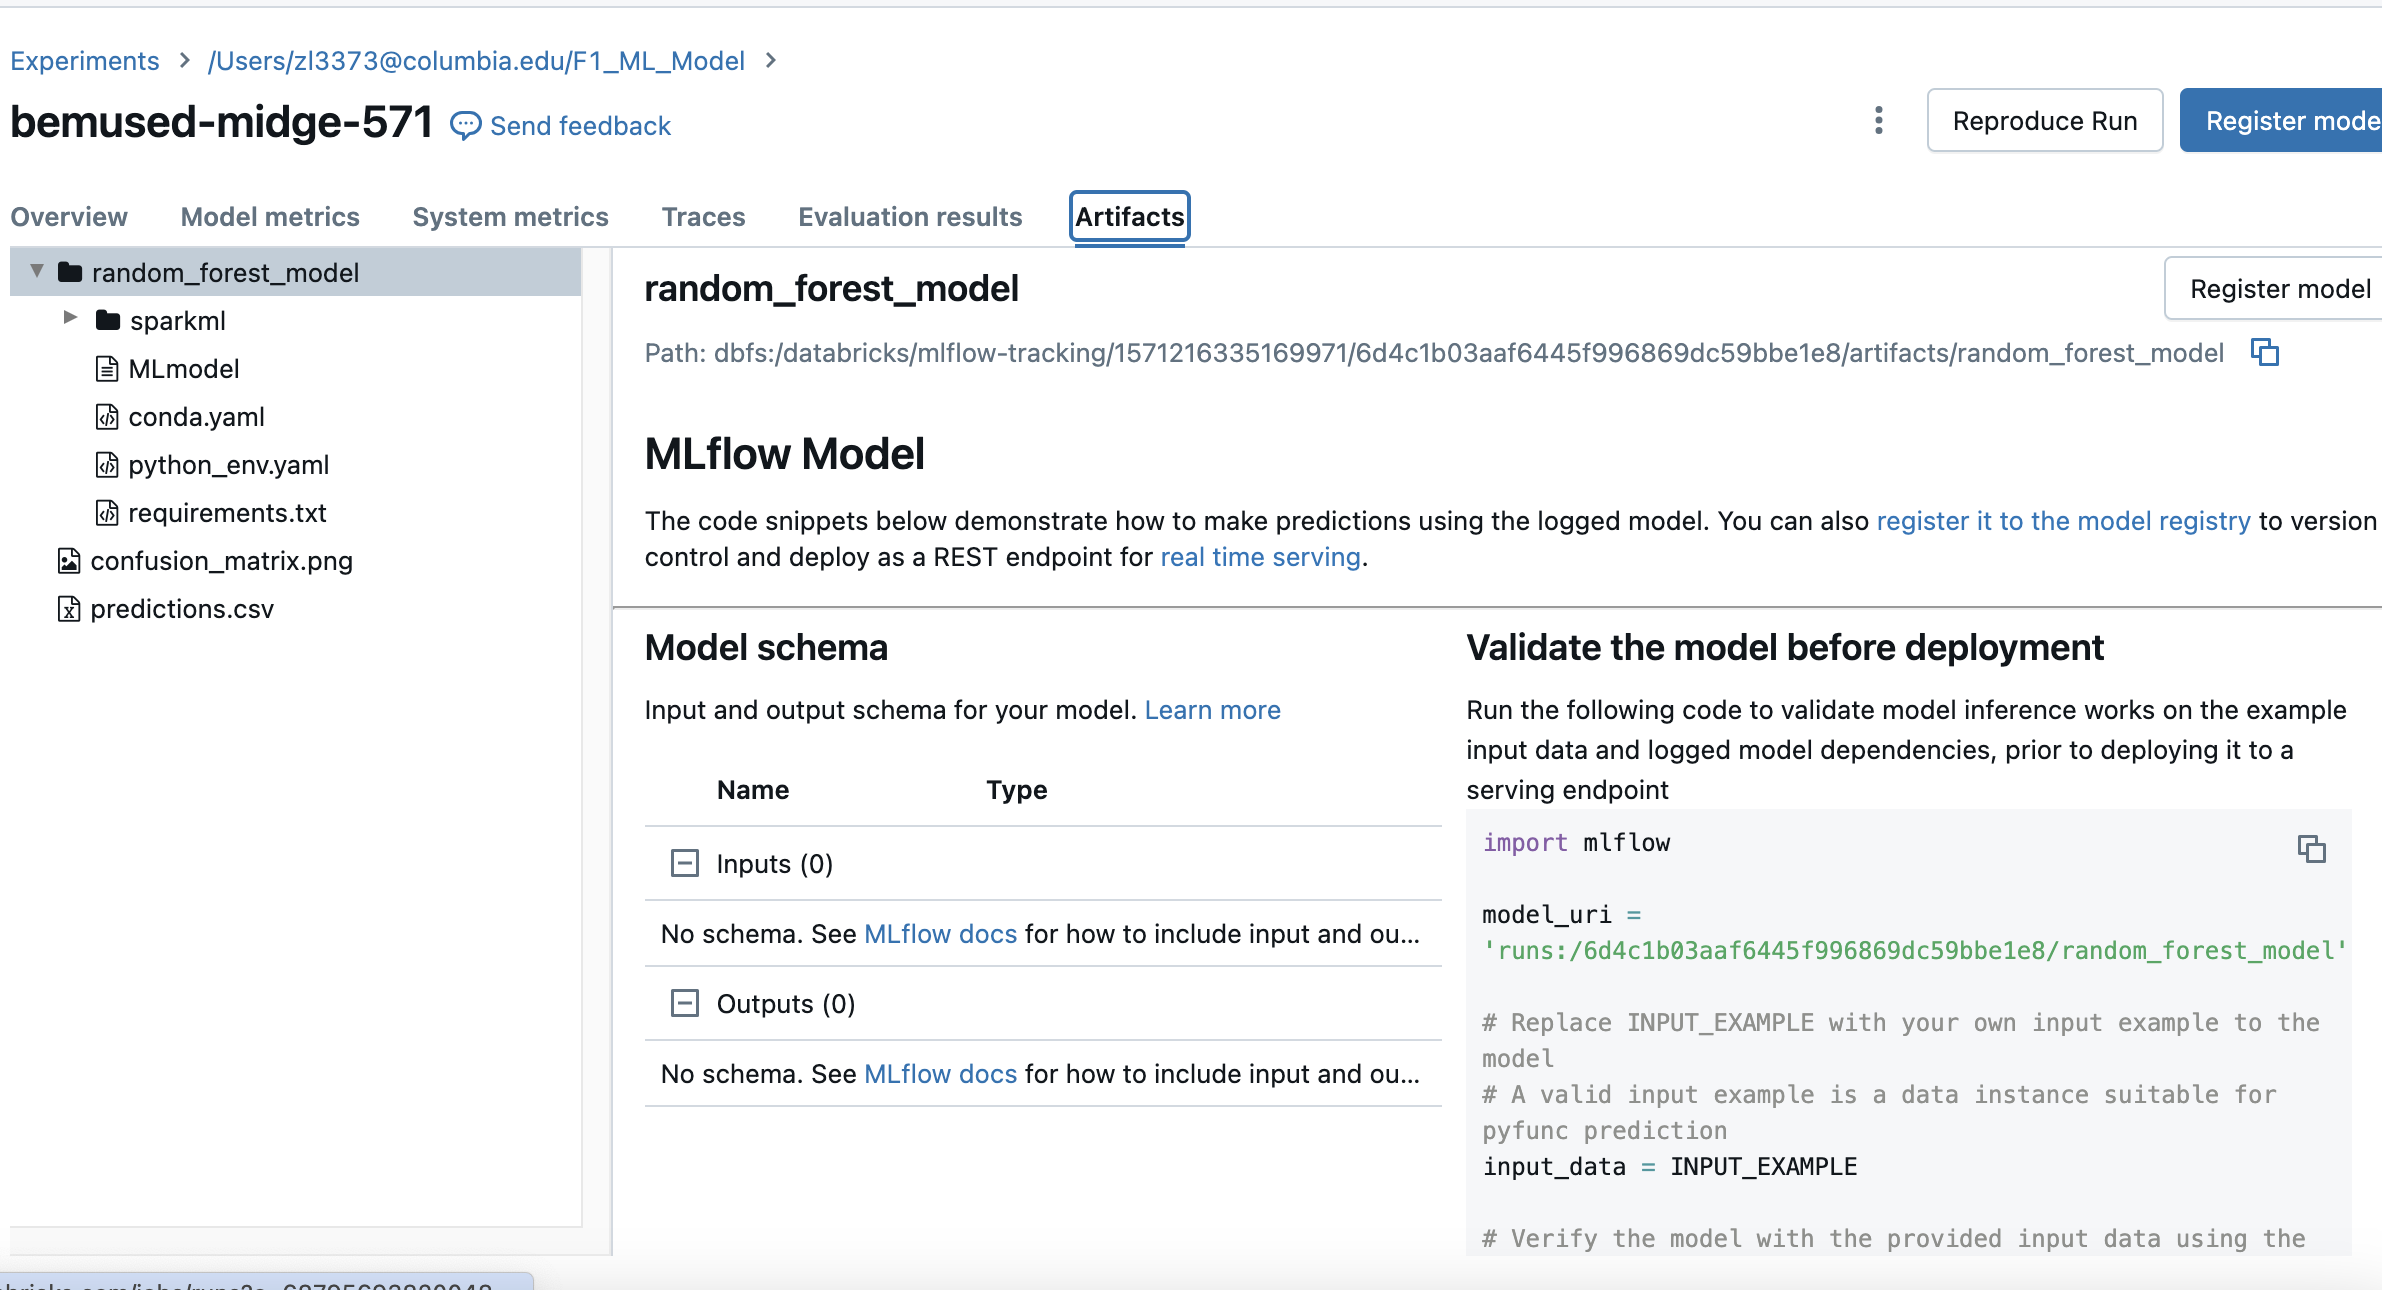 Experiments > /Users/zl3373@columbia.edu/F1_ML_Model >
bemused-midge-571 Send feedback
Reproduce Run
Register mode
Overview Model metrics System metrics Traces Evaluation results Artifacts
random_forest_model
sparkml
MLmodel
conda.yaml
python_env.yaml
requirements.txt
confusion_matrix.png
predictions.csv
random_forest_model
Register model
Path: dbfs:/databricks/mlflow-tracking/1571216335169971/6d4c1b03aaf6445f996869dc59bbe1e8/artifacts/random_forest_model
MLflow Model
The code snippets below demonstrate how to make predictions using the logged model. You can also register it to the model registry to version
control and deploy as a REST endpoint for real time serving.
Model schema
Input and output schema for your model. Learn more
Name Type
Inputs (0)
No schema. See MLflow docs for how to include input and ou...
Outputs (0)
No schema. See MLflow docs for how to include input and ou...
Validate the model before deployment
Run the following code to validate model inference works on the example
input data and logged model dependencies, prior to deploying it to a
serving endpoint
import mlflow
model_uri =
'runs:/6d4c1b03aaf6445f996869dc59bbe1e8/random_forest_model'
# Replace INPUT_EXAMPLE with your own input example to the
model
# A valid input example is a data instance suitable for
pyfunc prediction
input_data = INPUT_EXAMPLE
# Verify the model with the provided input data using the